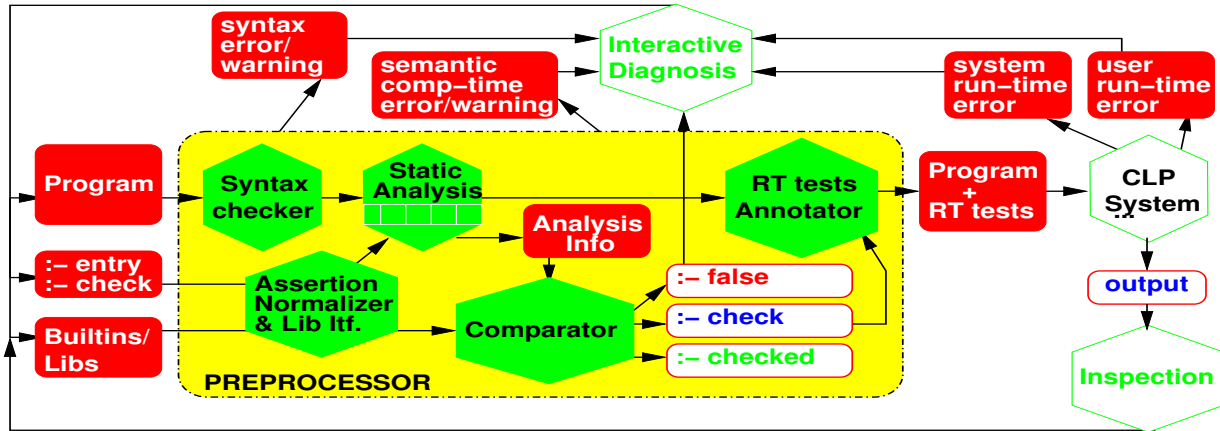 syntax
error/
warning
Interactive
Diagnosis
semantic
comp-time
error/warning
system
run-time
error
user
run-time
error
Program
Syntax
checker
Static
Analysis
RT tests
Annotator
Program
+
RT tests
CLP
System
...
Analysis
Info
:- entry
:- check
Assertion
Normalizer
& Lib Itf.
:- false
output
Builtins/
Libs
Comparator
:- check
:- checked
PREPROCESSOR
Inspection